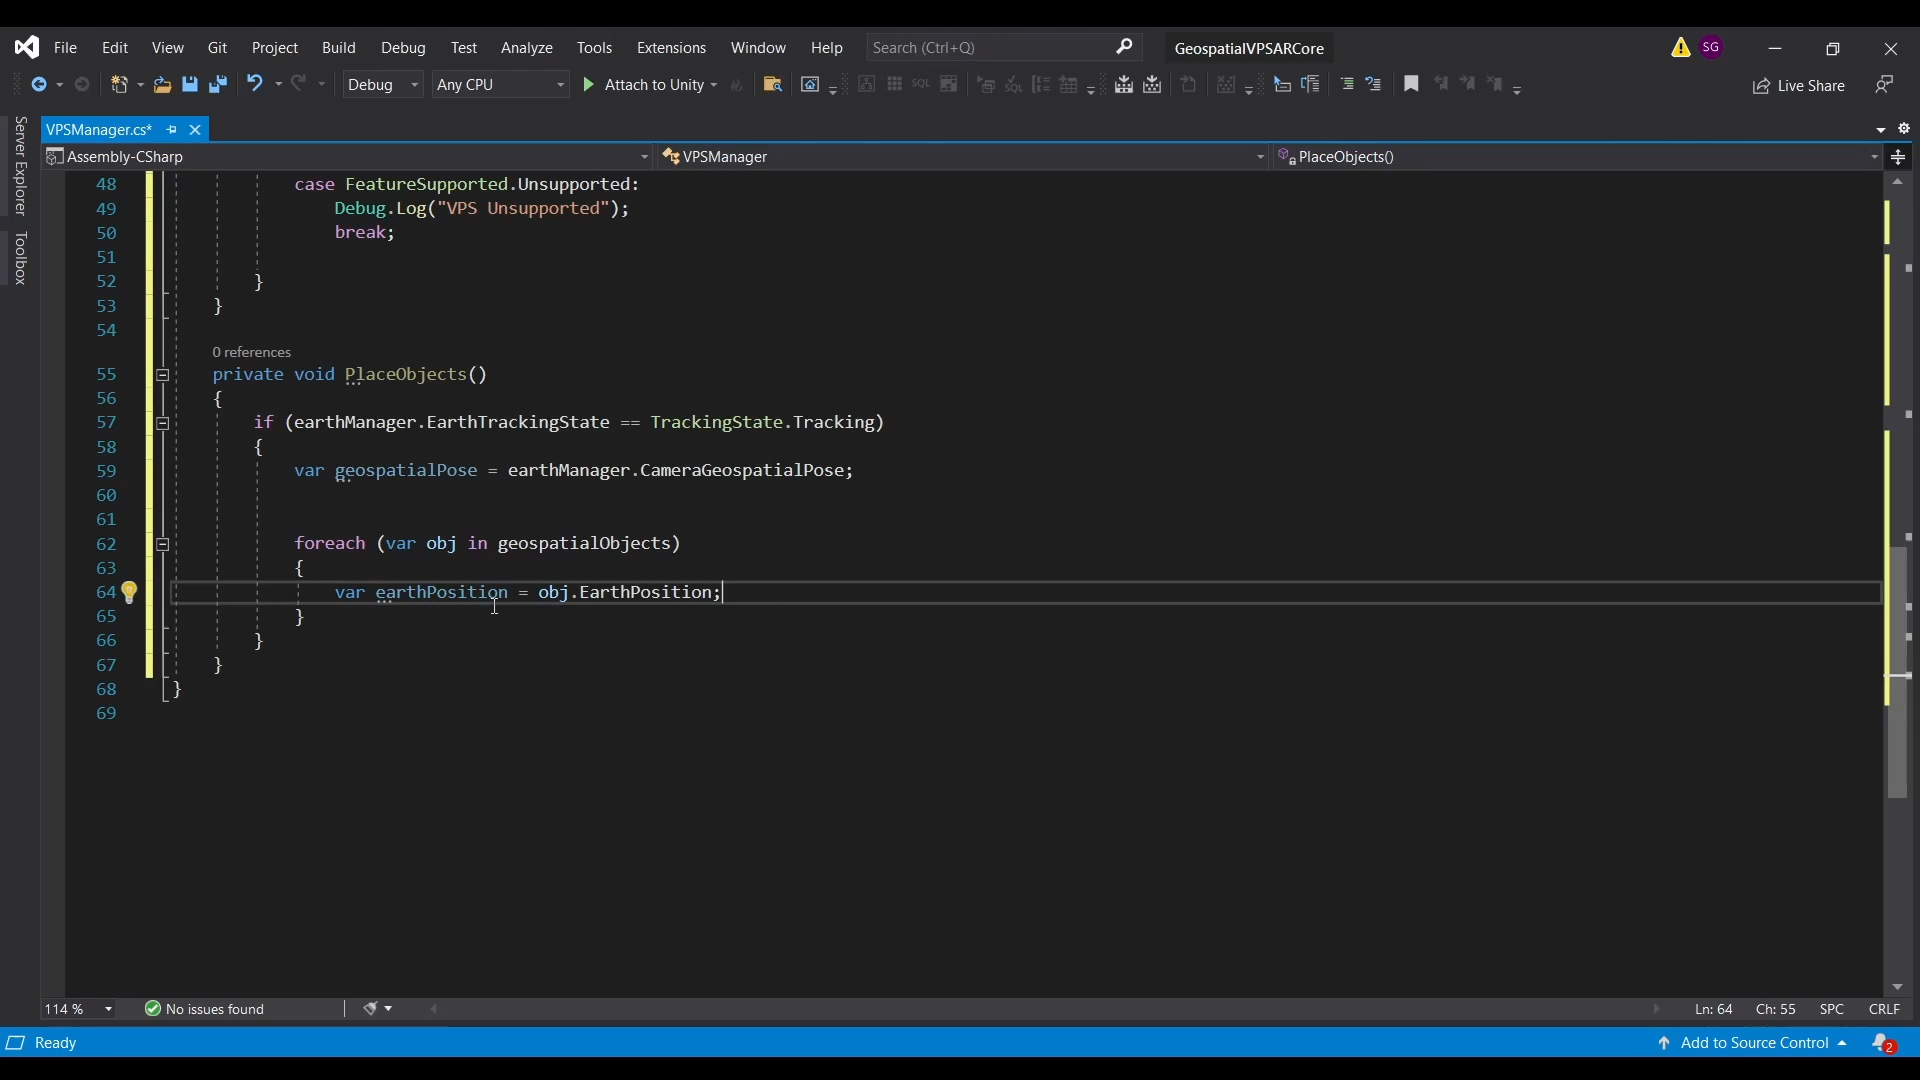 File Edit View Git Project Build Debug Test Analyze Tools Extensions Window Help Search (Ctrl+Q) GeospatialVPSARCore SG
Debug Any CPU Attach to Unity Live Share
Server Explorer
Toolbox
VPSManager.cs*
Assembly-CSharp VPSManager PlaceObjects()
48 case FeatureSupported.Unsupported:
49 Debug.Log("VPS Unsupported");
50 break;
51
52 }
53 }
54
0 references
55 private void PlaceObjects()
56 {
57 if (earthManager.EarthTrackingState == TrackingState.Tracking)
58 {
59 var geospatialPose = earthManager.CameraGeospatialPose;
60
61
62 foreach (var obj in geospatialObjects)
63 {
64 var earthPosition = obj.EarthPosition;
65 }
66 }
67 }
68 }
69
114 % No issues found Ln: 64 Ch: 55 SPC CRLF
Ready Add to Source Control 2